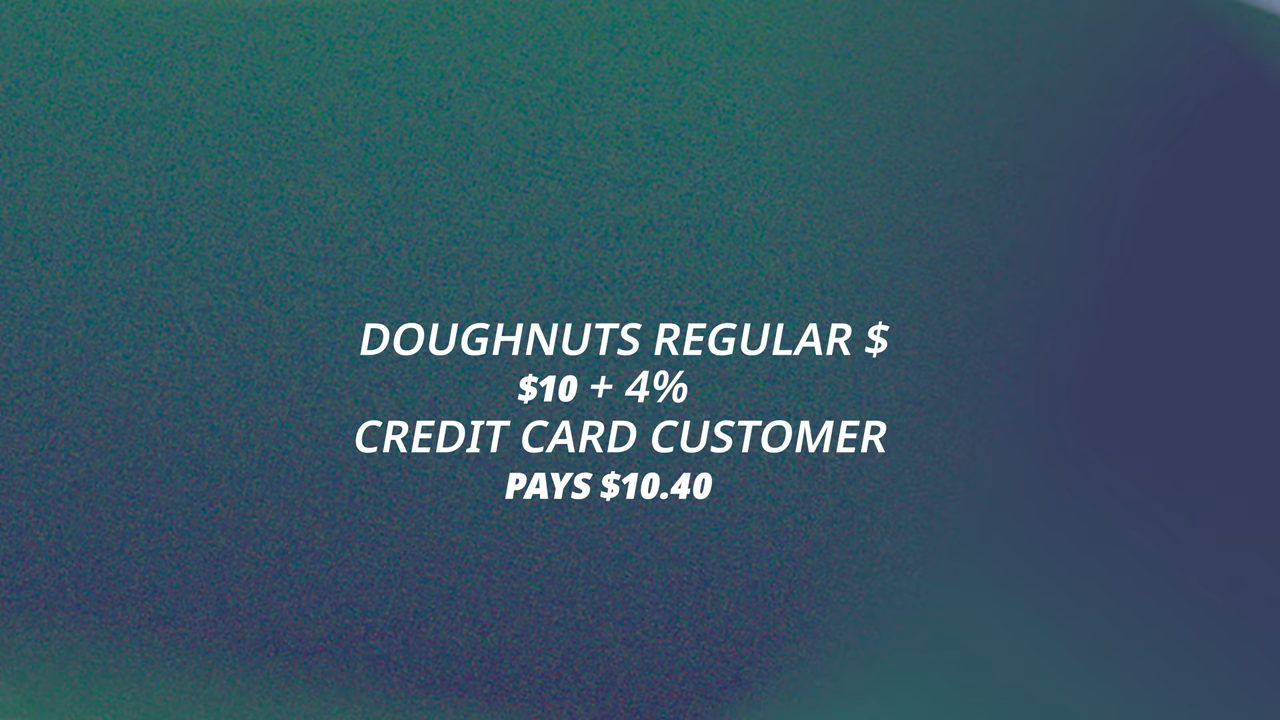 DOUGHNUTS REGULAR $
$10 + 4%
CREDIT CARD CUSTOMER
PAYS $10.40